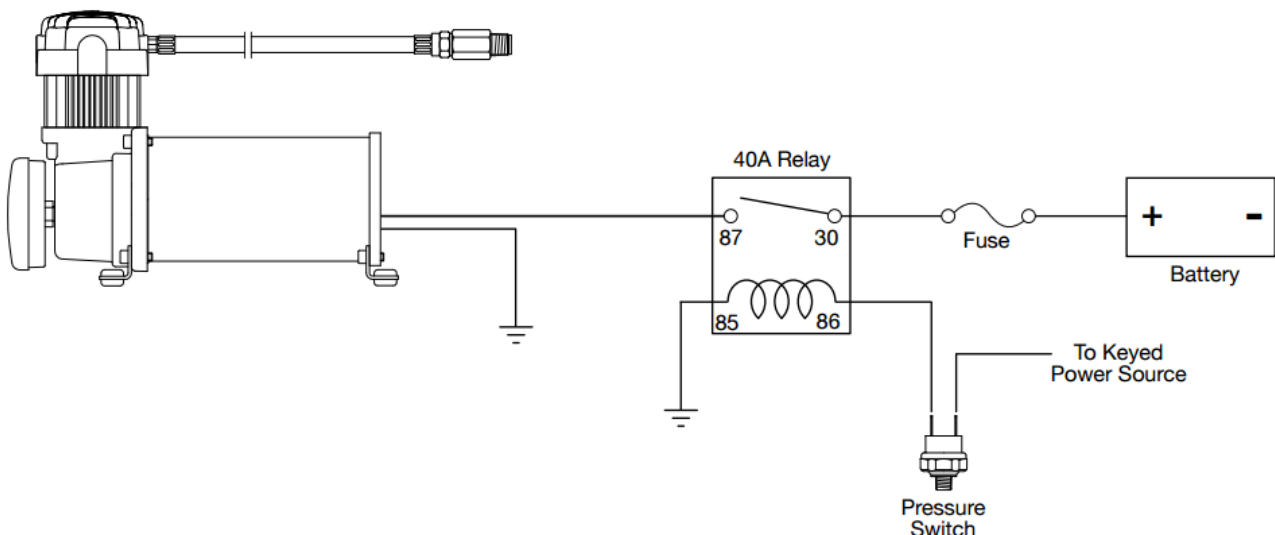 40A Relay
87
30
Fuse
+
-
Battery
85
86
To Keyed
Power Source
Pressure
Switch